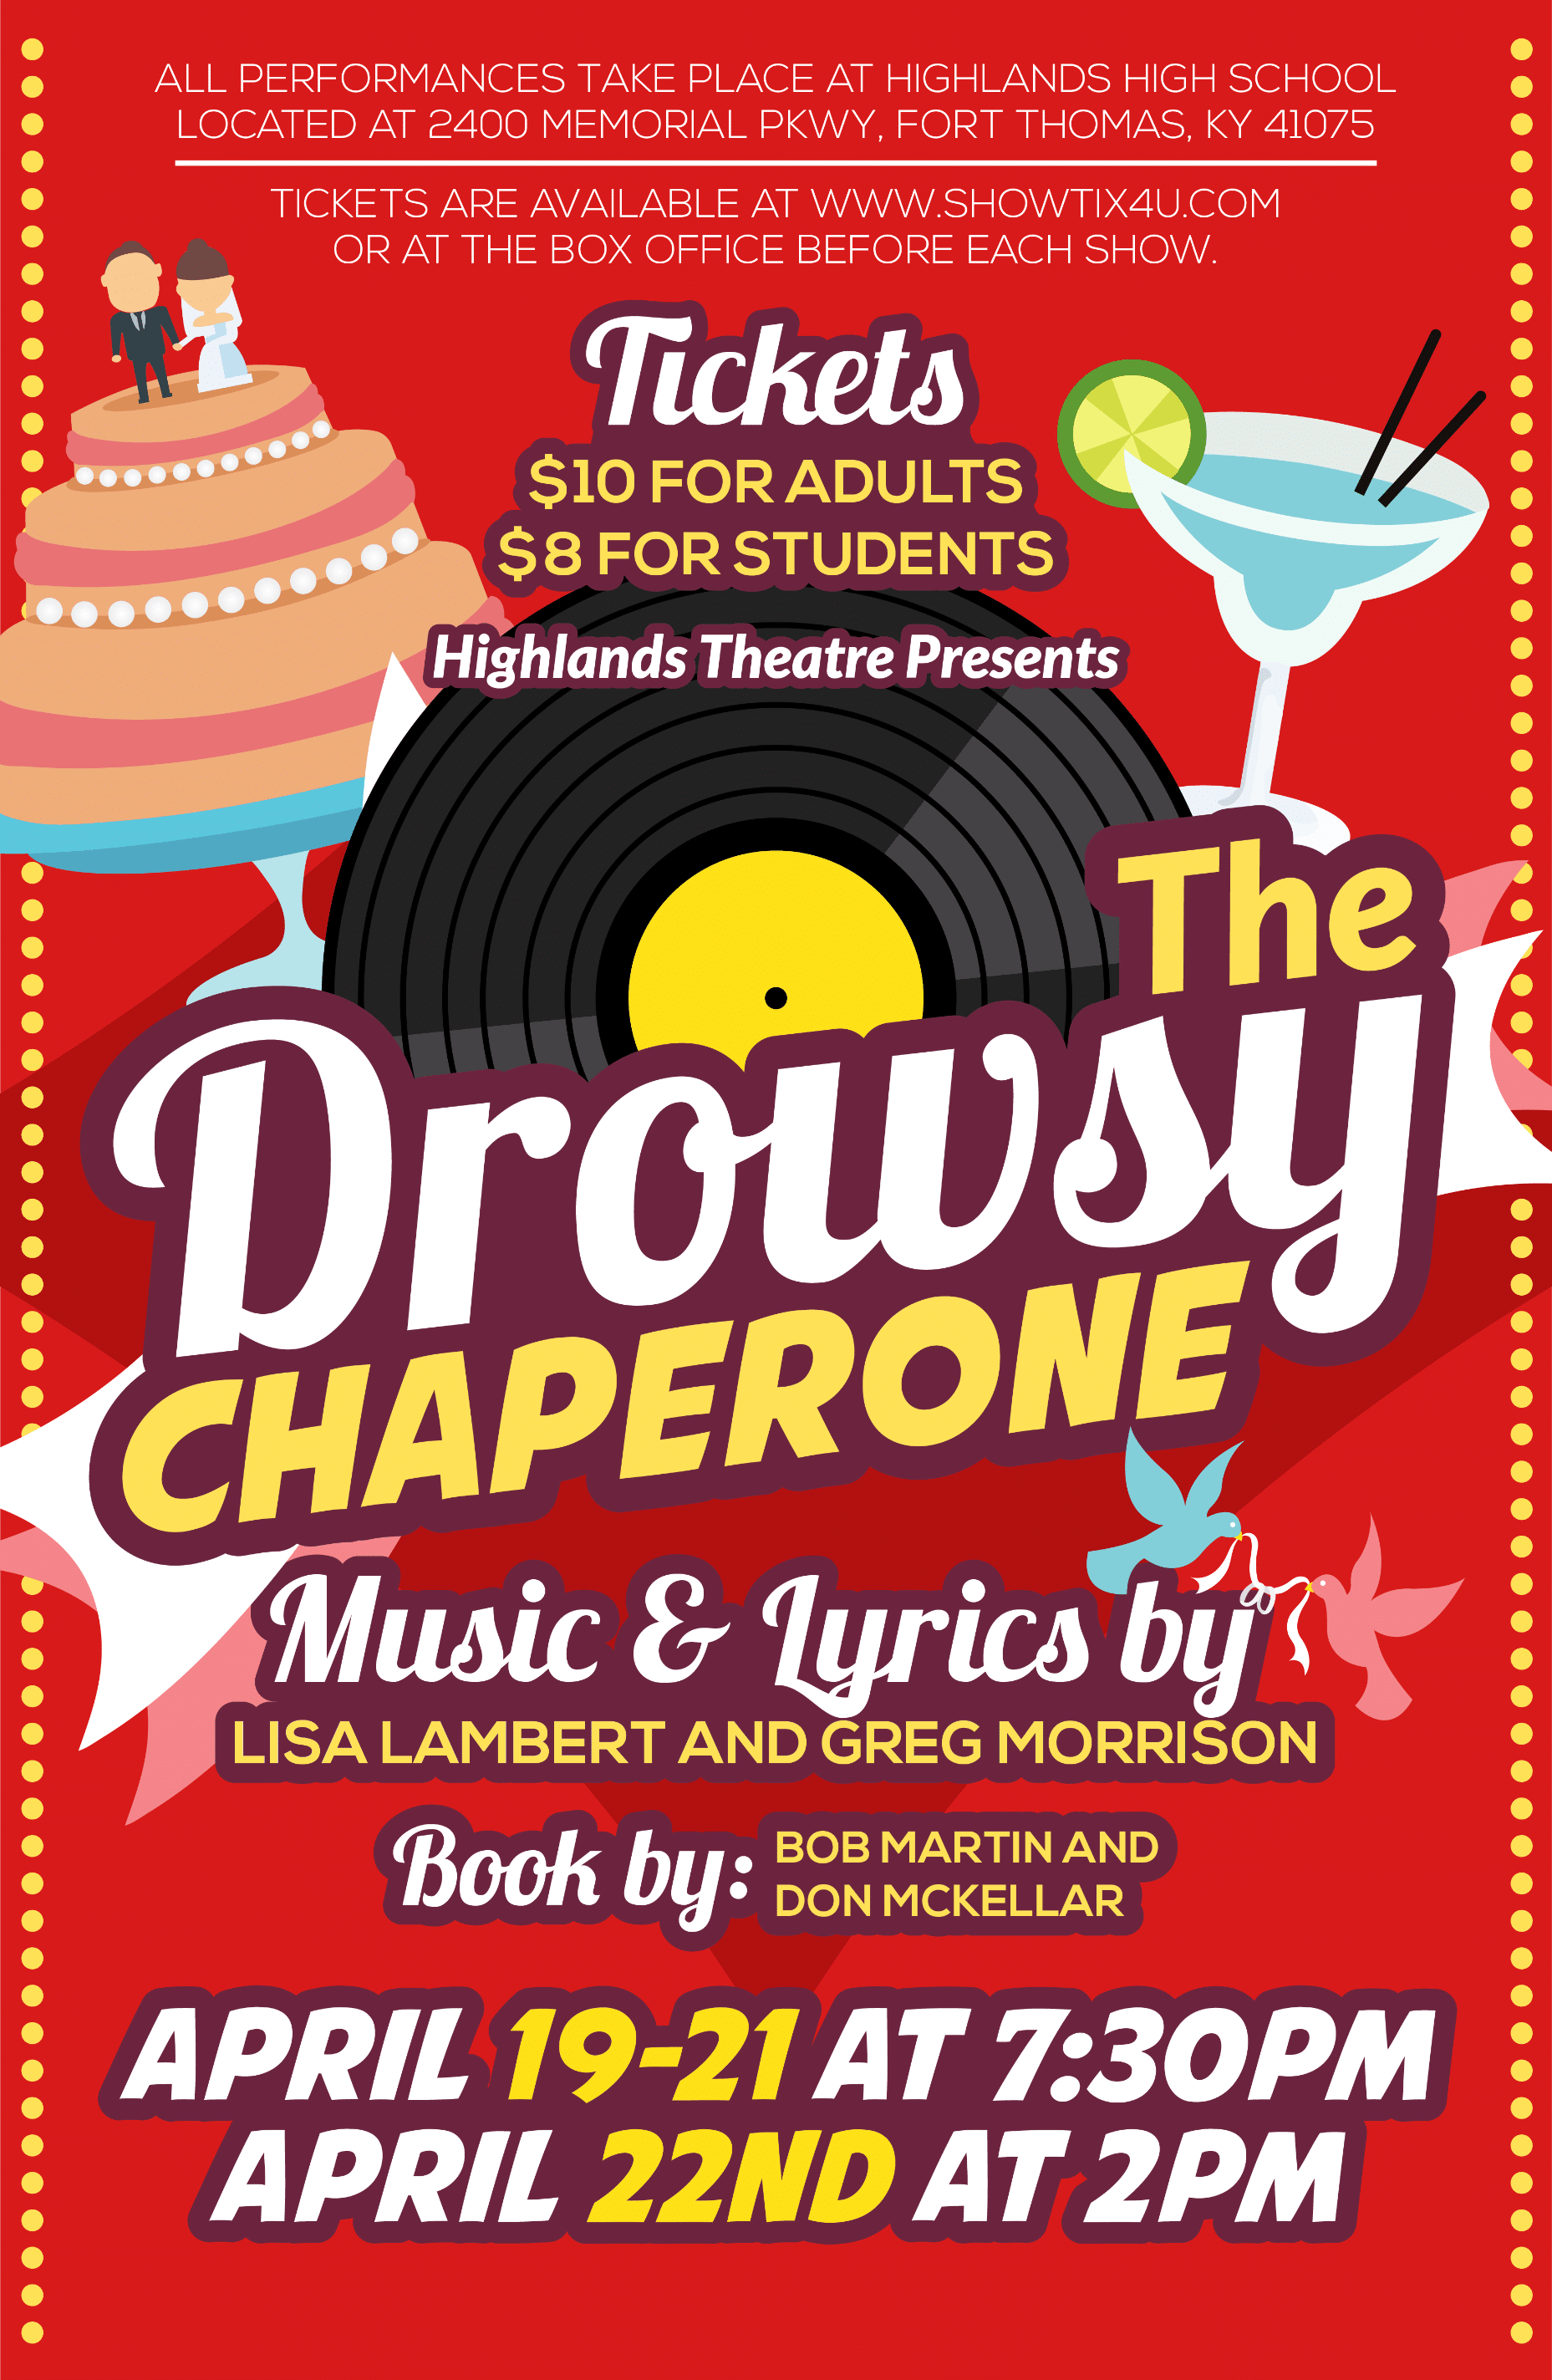 ALL PERFORMANCES TAKE PLACE AT HIGHLANDS HIGH SCHOOL
LOCATED AT 2400 MEMORIAL PKWY, FORT THOMAS, KY 41075
TICKETS ARE AVAILABLE AT WWW.SHOWTIX4U.COM
OR AT THE BOX OFFICE BEFORE EACH SHOW.
Tickets
$10 FOR ADULTS
$8 FOR STUDENTS
Highlands Theatre Presents
The
Drowsy
CHAPERONE
Music & Lyrics by
LISA LAMBERT AND GREG MORRISON
Book by:
BOB MARTIN AND
DON MCKELLAR
APRIL 19-21 AT 7:30PM
APRIL 22ND AT 2PM